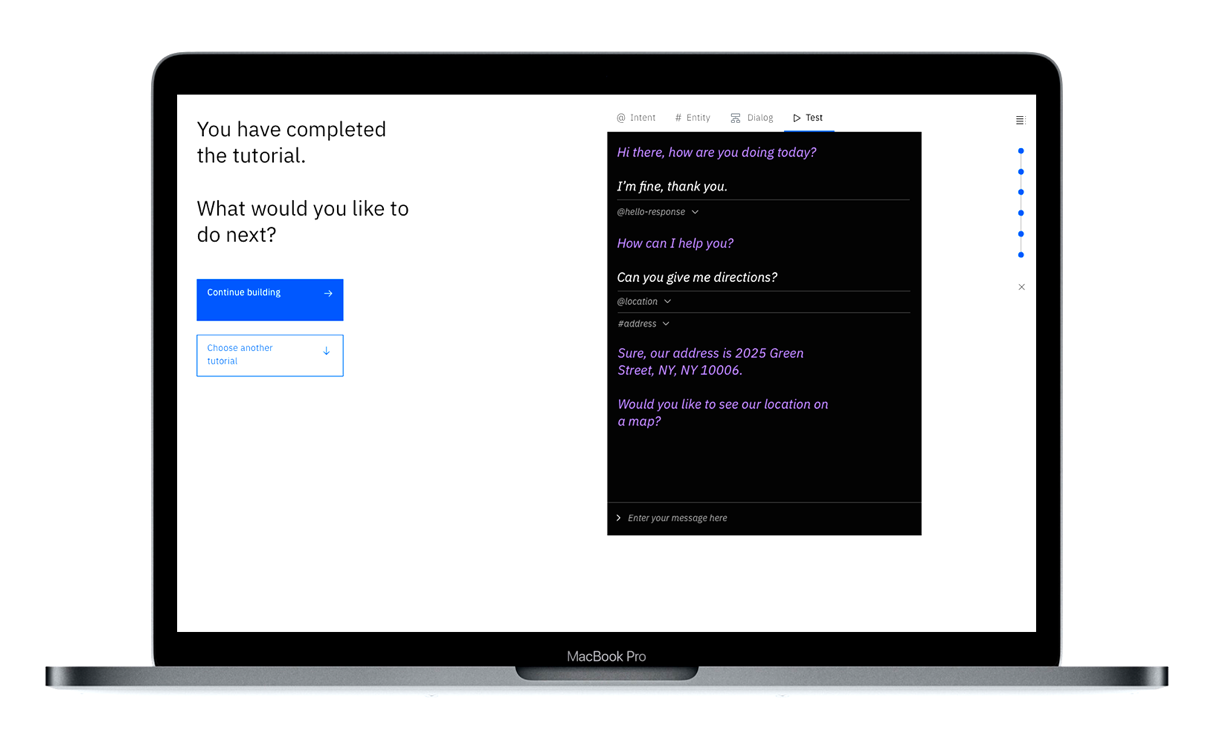 You have completed
the tutorial.
What would you like to
do next?
Continue building
Choose another
tutorial
@ Intent # Entity Dialog Test
Hi there, how are you doing today?
I'm fine, thank you.
@hello-response
How can I help you?
Can you give me directions?
@location
#address
Sure, our address is 2025 Green
Street, NY, NY 10006.
Would you like to see our location on
a map?
Enter your message here
MacBook Pro